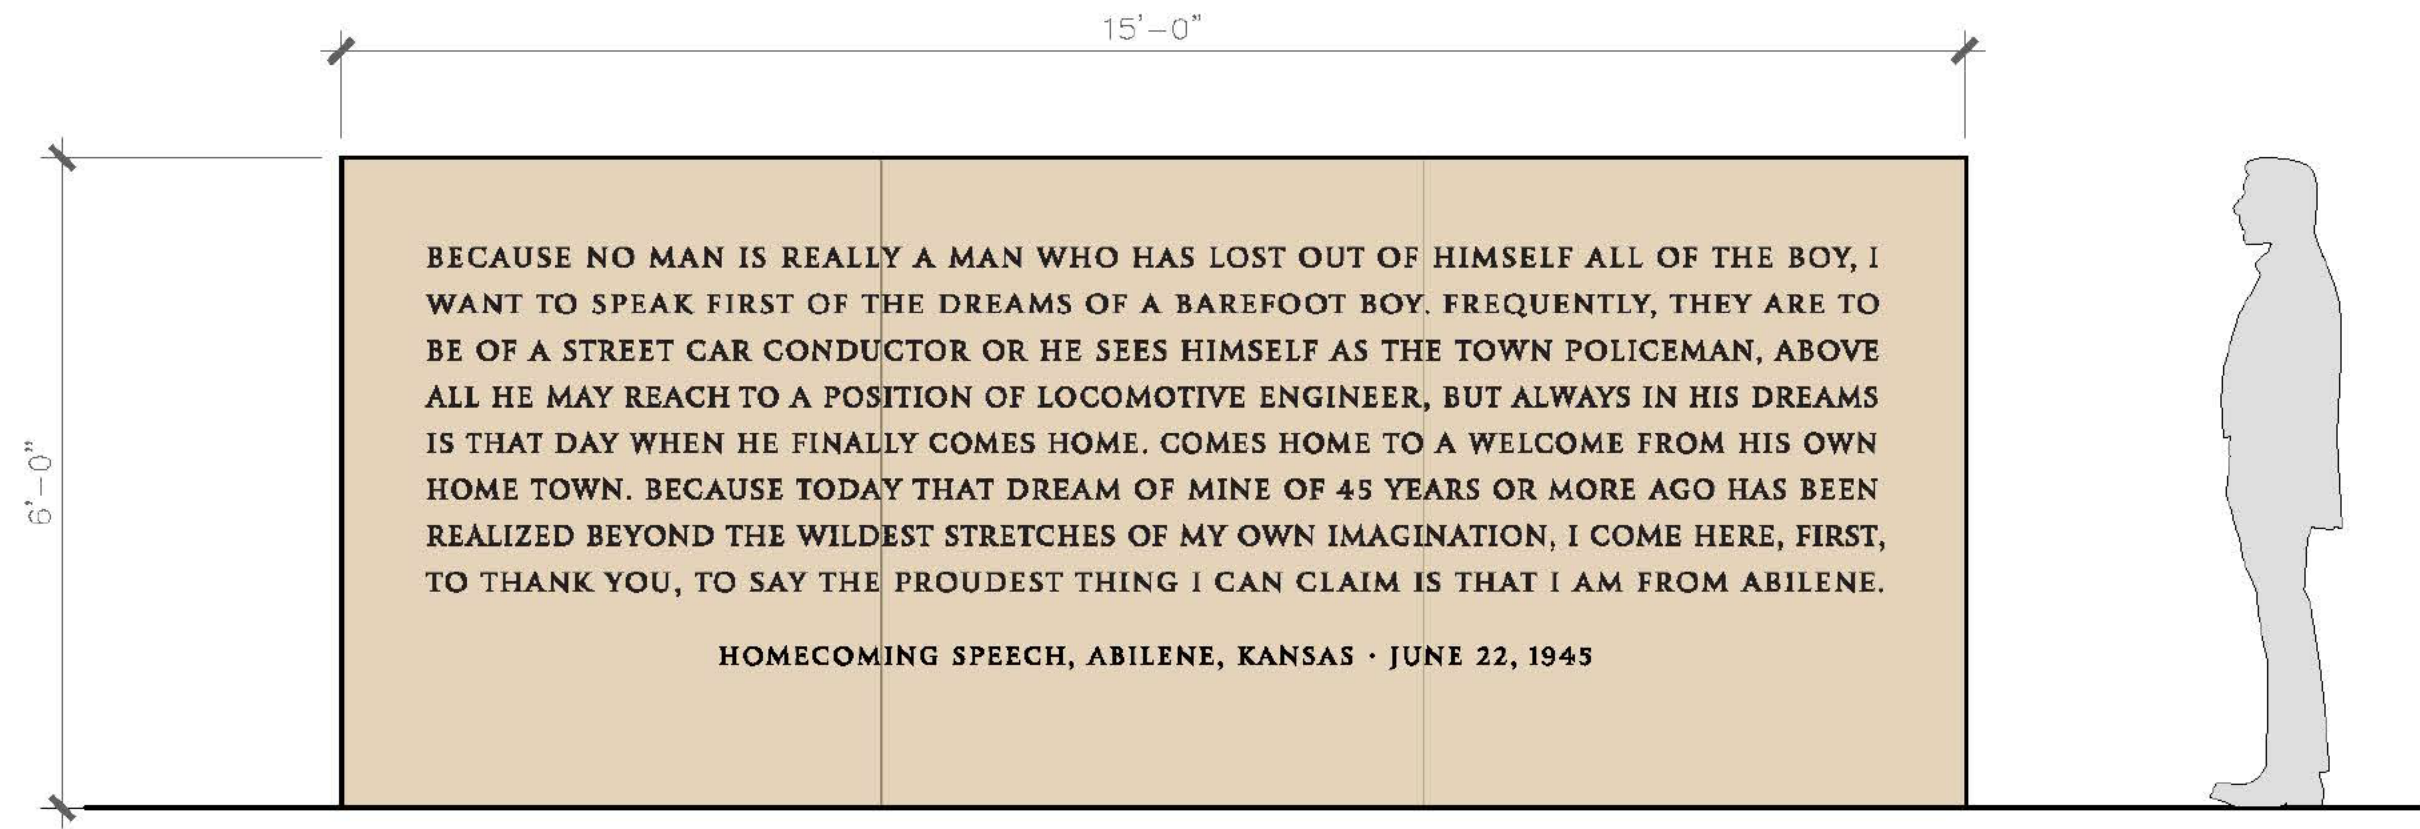 15'-0"
6'-0"
BECAUSE NO MAN IS REALLY A MAN WHO HAS LOST OUT OF HIMSELF ALL OF THE BOY, I
WANT TO SPEAK FIRST OF THE DREAMS OF A BAREFOOT BOY. FREQUENTLY, THEY ARE TO
BE OF A STREET CAR CONDUCTOR OR HE SEES HIMSELF AS THE TOWN POLICEMAN, ABOVE
ALL HE MAY REACH TO A POSITION OF LOCOMOTIVE ENGINEER, BUT ALWAYS IN HIS DREAMS
IS THAT DAY WHEN HE FINALLY COMES HOME. COMES HOME TO A WELCOME FROM HIS OWN
HOME TOWN. BECAUSE TODAY THAT DREAM OF MINE OF 45 YEARS OR MORE AGO HAS BEEN
REALIZED BEYOND THE WILDEST STRETCHES OF MY OWN IMAGINATION, I COME HERE, FIRST,
TO THANK YOU, TO SAY THE PROUDEST THING I CAN CLAIM IS THAT I AM FROM ABILENE.
HOMECOMING SPEECH, ABILENE, KANSAS · JUNE 22, 1945